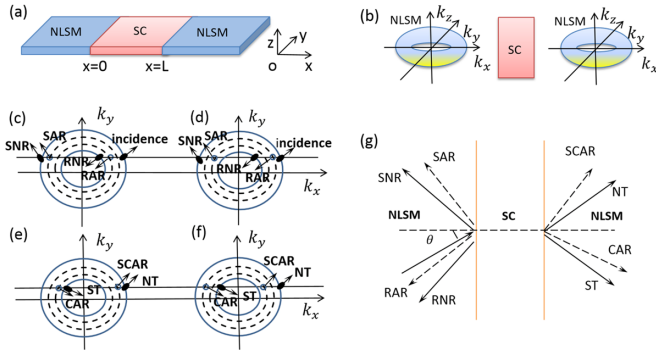 (a)
NLSM SC NLSM
x=0 x=L
z y
o x
(b)
NLSM k_z k_y k_x
SC
NLSM k_z k_y k_x
(c) k_y
SNR SAR incidence
RNR
RAR
k_x
(d) k_y
SNR SAR incidence
RNR RAR
k_x
(e) k_y
SCAR
ST NT
CAR
k_x
(f) k_y
SCAR
ST NT
CAR
k_x
(g)
SAR SCAR
SNR NT
NLSM SC NLSM
θ
RAR CAR
RNR ST